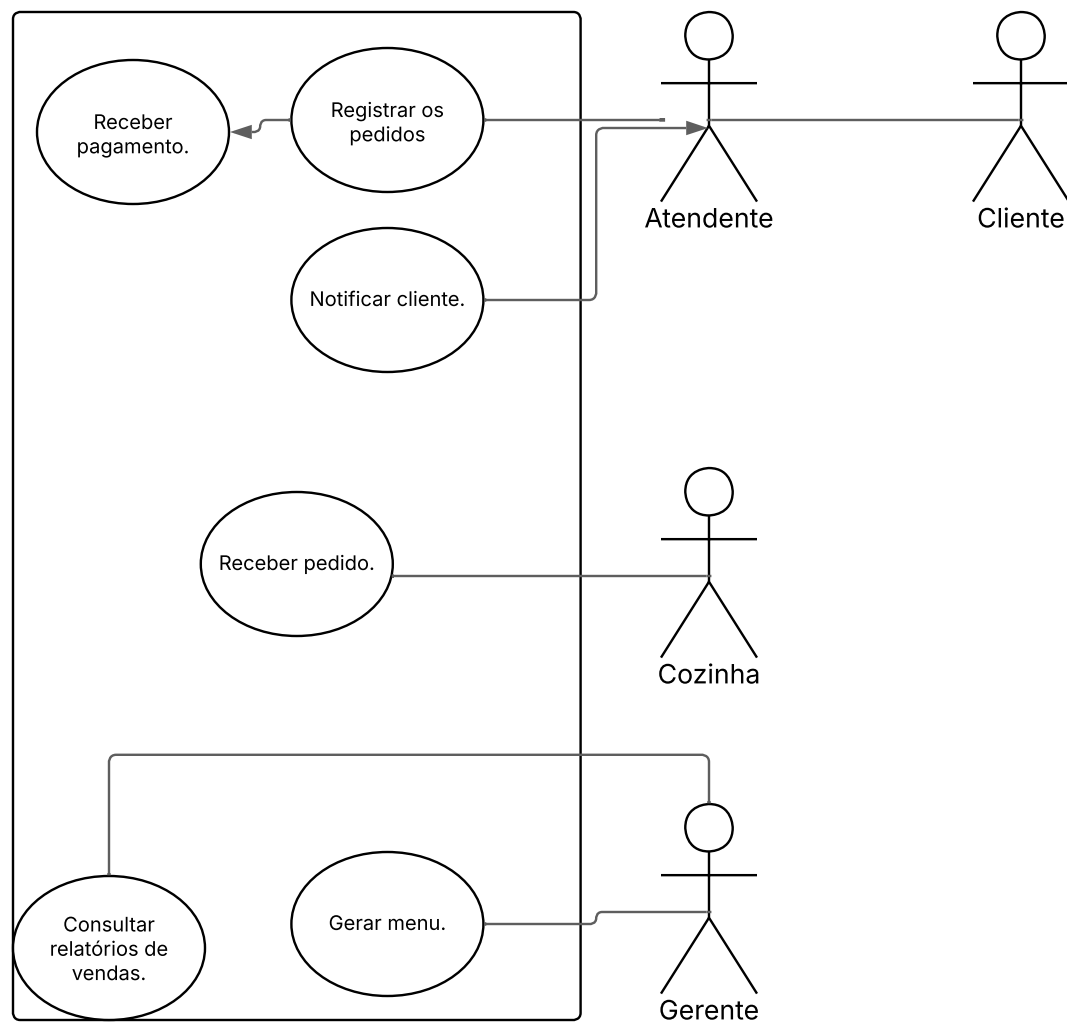 Receber
pagamento.
Registrar os
pedidos
Atendente
Cliente
Notificar cliente.
Receber pedido.
Cozinha
Consultar
relatórios de
vendas.
Gerar menu.
Gerente